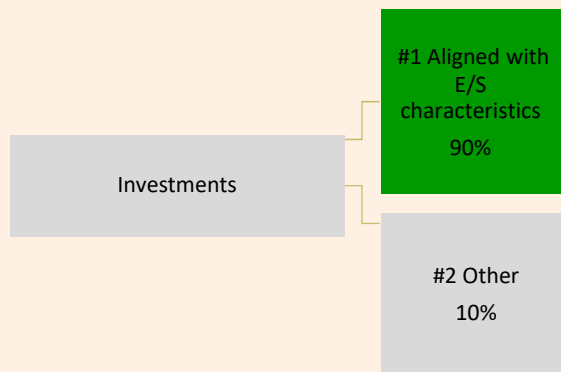 #1 Aligned with
E/S
characteristics
90%
Investments
#2 Other
10%